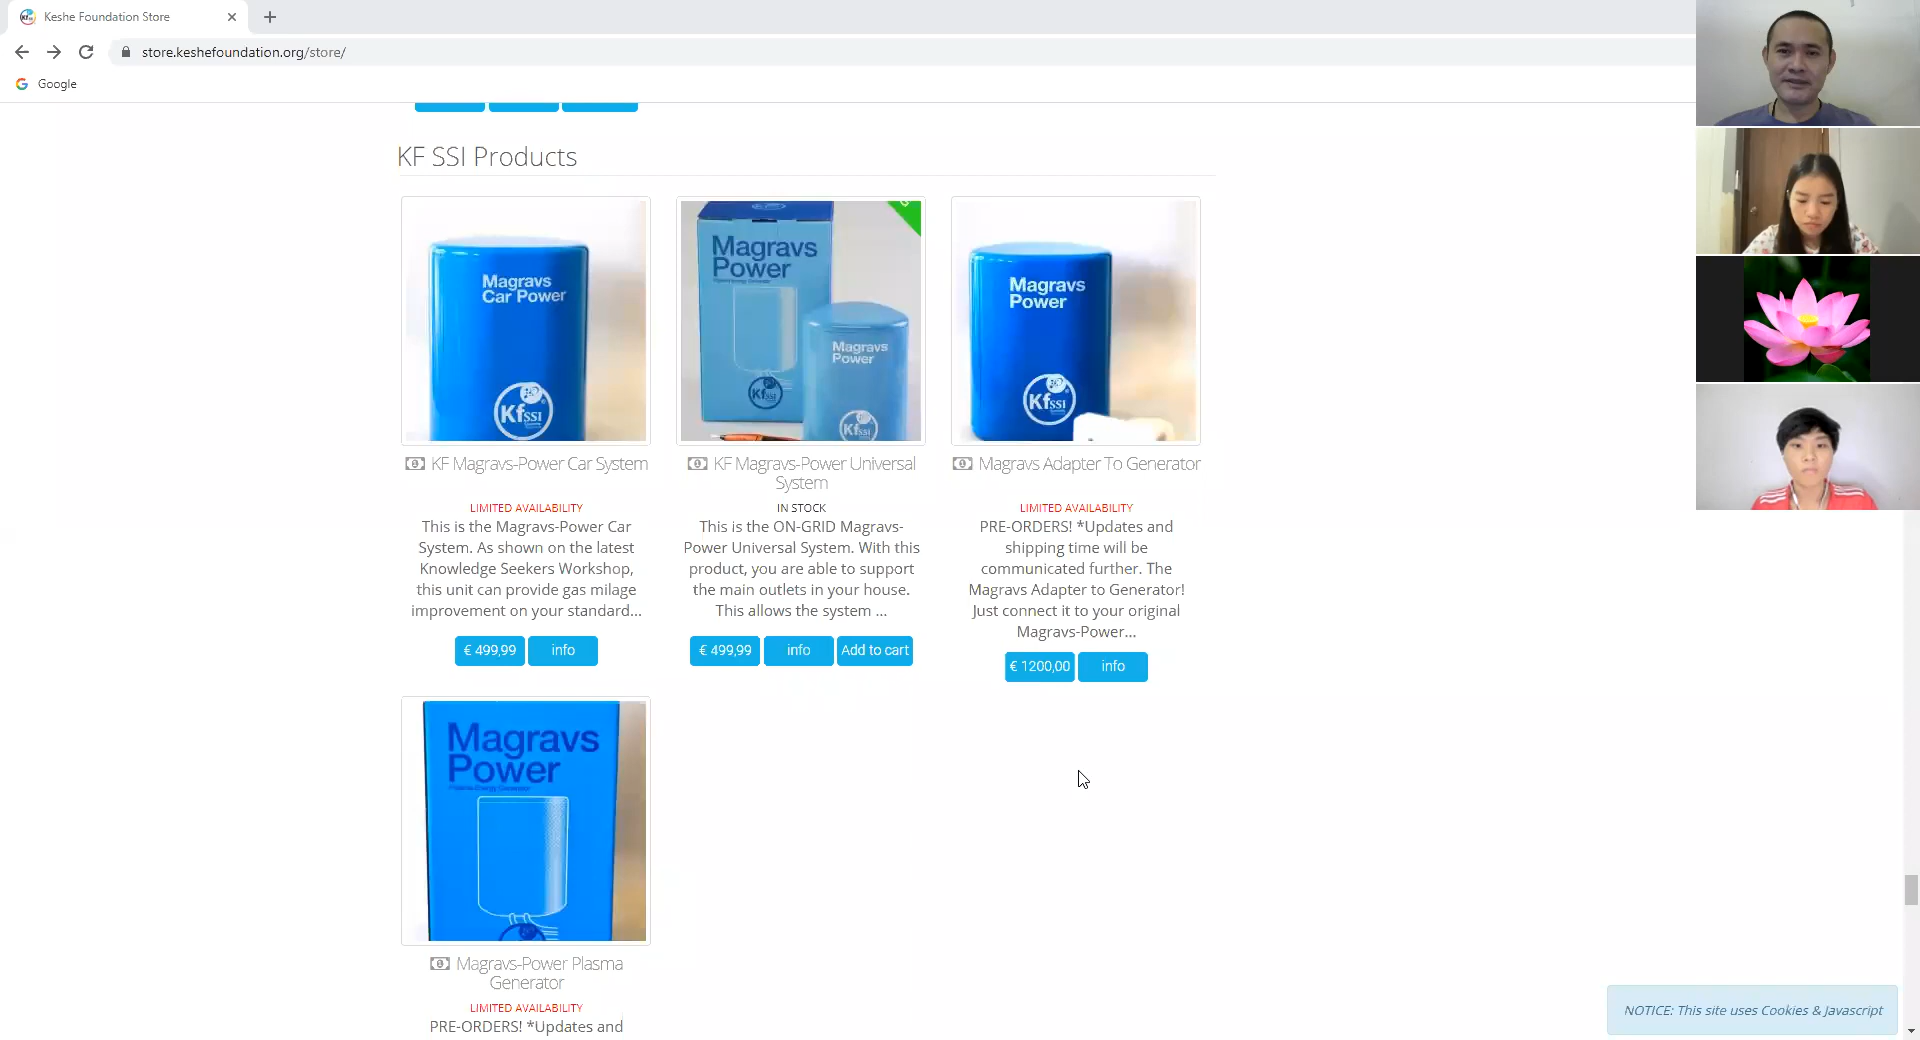 Keshe Foundation Store
store.keshefoundation.org/store/
Google
KF SSI Products
Magravs
Car Power
Kf SSI
Magravs
Power
Magravs
Power
Kf SSI
Magravs
Power
Kf SSI
KF Magravs-Power Car System
LIMITED AVAILABILITY
This is the Magravs-Power Car
System. As shown on the latest
Knowledge Seekers Workshop,
this unit can provide gas milage
improvement on your standard...
€ 499,99 info
KF Magravs-Power Universal
System
IN STOCK
This is the ON-GRID Magravs-
Power Universal System. With this
product, you are able to support
the main outlets in your house.
This allows the system ...
€ 499,99 info Add to cart
Magravs Adapter To Generator
LIMITED AVAILABILITY
PRE-ORDERS! *Updates and
shipping time will be
communicated further. The
Magravs Adapter to Generator!
Just connect it to your original
Magravs-Power...
€ 1200,00 info
Magravs
Power
Magravs-Power Plasma
Generator
LIMITED AVAILABILITY
PRE-ORDERS! *Updates and
NOTICE: This site uses Cookies & Javascript